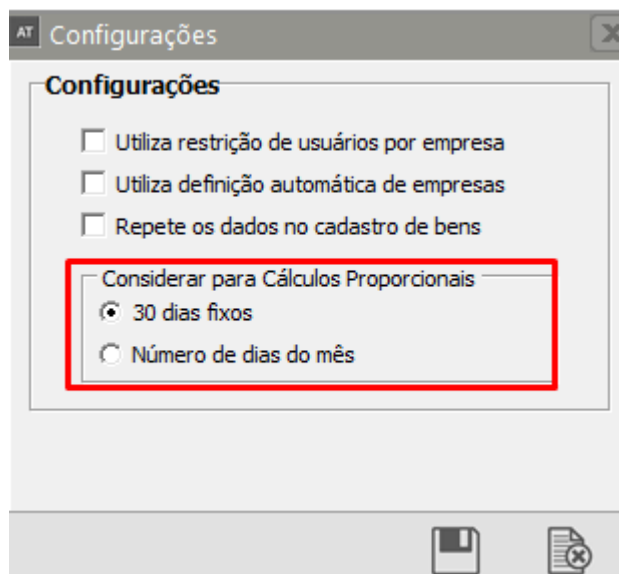 AT Configurações
Configurações
Utiliza restrição de usuários por empresa
Utiliza definição automática de empresas
Repete os dados no cadastro de bens
Considerar para Cálculos Proporcionais
30 dias fixos
Número de dias do mês